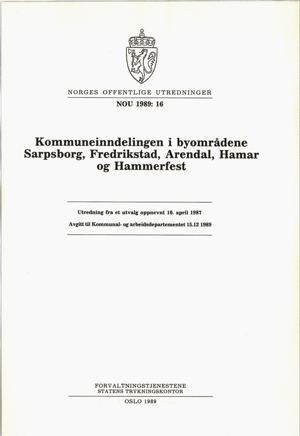 NORGES OFFENTLIGE UTREDNINGER
NOU 1989: 16
Kommuneinndelingen i byområdene
Sarpsborg, Fredrikstad, Arendal, Hamar
og Hammerfest
Utredning fra et utvalg oppnevnt 10. april 1987
Avgitt til Kommunal- og arbeidsdepartementet 15.12 1989
FORVALTNINGSTJENESTENE
STATENS TRYKNINGSKONTOR
OSLO 1989